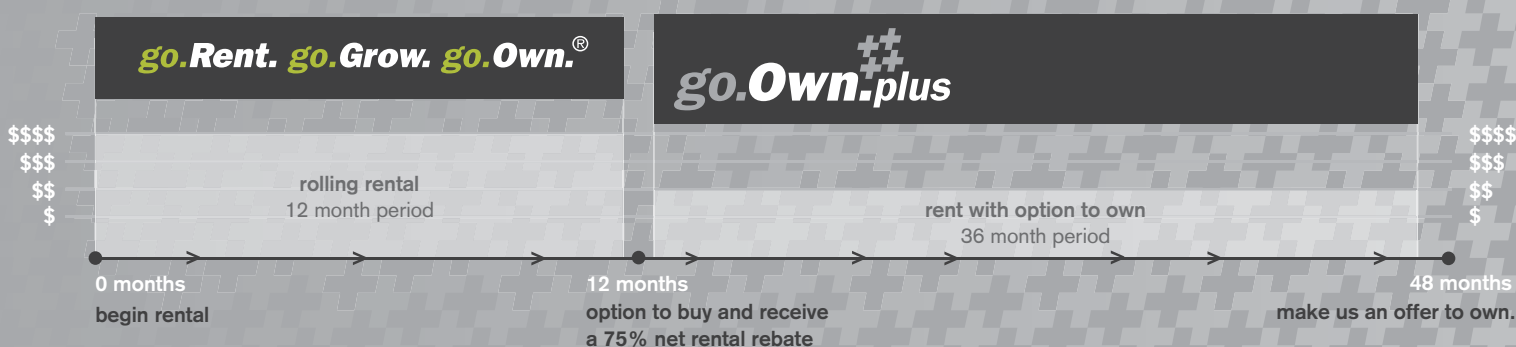 go.Rent. go.Grow. go.Own.®
go.Own.plus
$$$$
$$$
$$
$
rolling rental
12 month period
rent with option to own
36 month period
$$$$
$$$
$$
$
0 months
begin rental
12 months
option to buy and receive
a 75% net rental rebate
48 months
make us an offer to own.